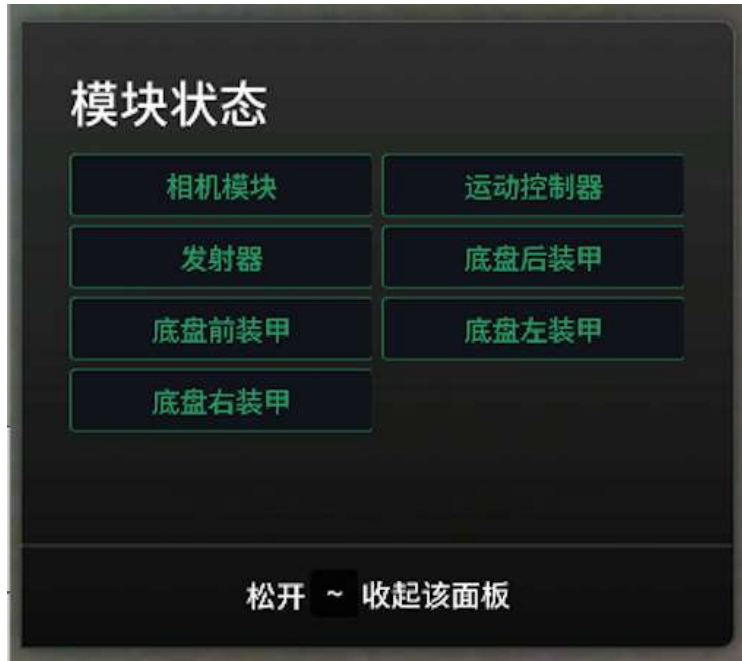 模块状态
相机模块 运动控制器
发射器 底盘后装甲
底盘前装甲 底盘左装甲
底盘右装甲
松开 ~ 收起该面板